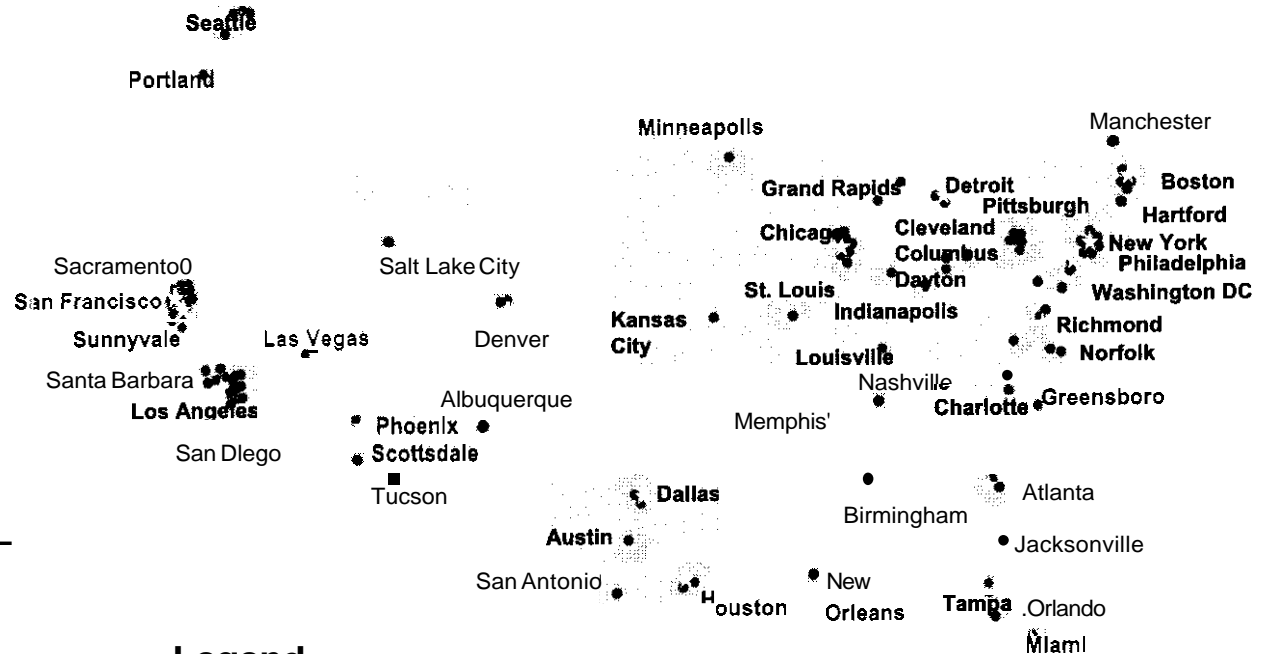 Seattle
Portland
Minneapolls
Manchester
Grand Rapids
Detroit
Boston
Pittsburgh
Hartford
Chicago
Cleveland
New York
Columbus
Philadelphia
Sacramento0
Salt Lake City
Dayton
Washington DC
San Francisco
St. Louis
Indianapolls
Kansas
City
Richmond
Sunnyvale
Las Vegas
Denver
Louisville
Norfolk
Santa Barbara
Nashville
Los Angeles
Albuquerque
Charlotte
Greensboro
Memphis'
PhoenIx
San DIego
Scottsdale
Tucson
Dallas
Atlanta
Birmingham
Austin
Jacksonville
San Antonio
Houston
New
Orleans
Tampa
.Orlando
MIamI
Legend